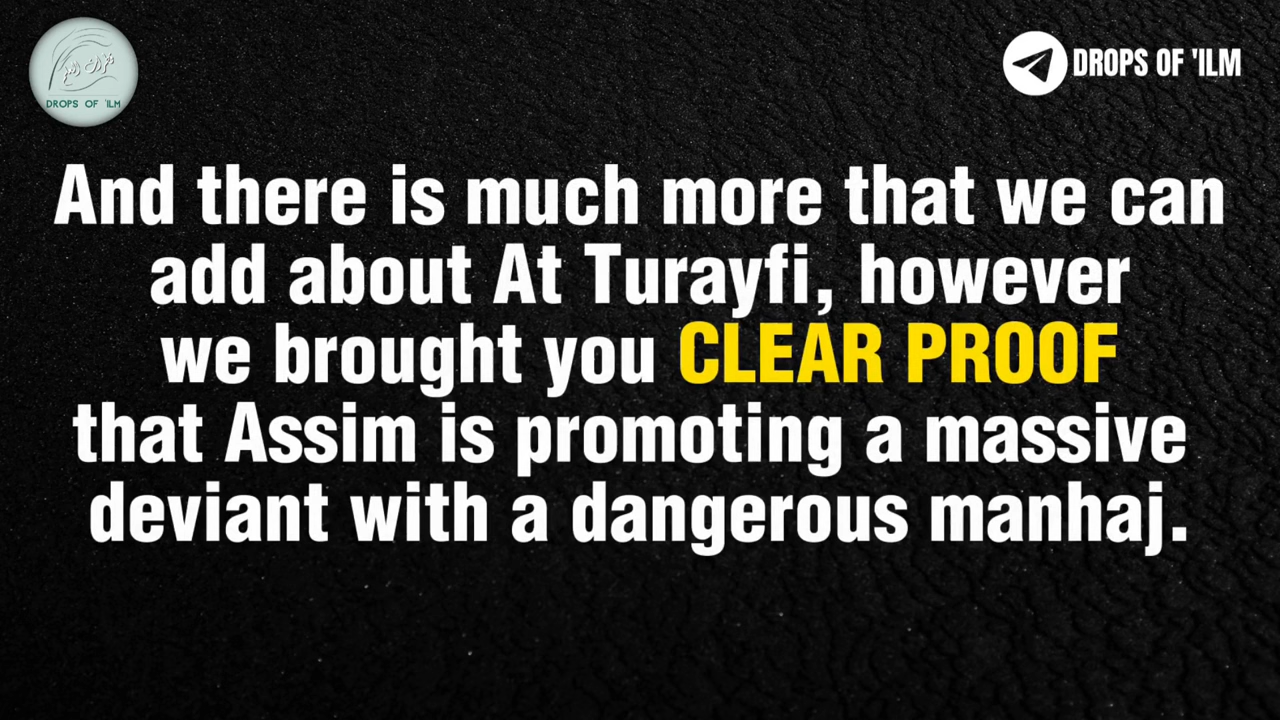 DROPS OF 'ILM
DROPS OF 'ILM
And there is much more that we can
add about At Turayfi, however
we brought you CLEAR PROOF
that Assim is promoting a massive
deviant with a dangerous manhaj.